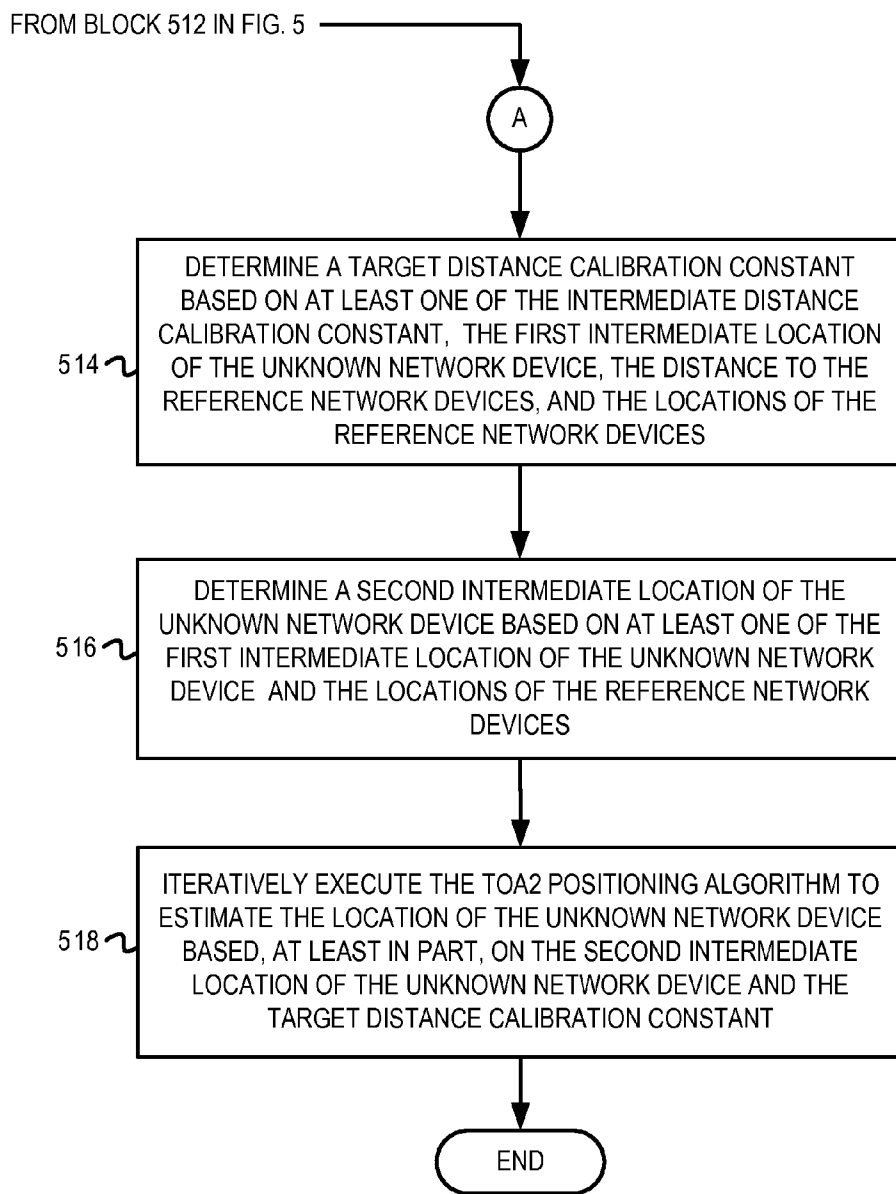 FROM BLOCK 512 IN FIG. 5
A
514
DETERMINE A TARGET DISTANCE CALIBRATION CONSTANT
BASED ON AT LEAST ONE OF THE INTERMEDIATE DISTANCE
CALIBRATION CONSTANT, THE FIRST INTERMEDIATE LOCATION
OF THE UNKNOWN NETWORK DEVICE, THE DISTANCE TO THE
REFERENCE NETWORK DEVICES, AND THE LOCATIONS OF THE
REFERENCE NETWORK DEVICES
516
DETERMINE A SECOND INTERMEDIATE LOCATION OF THE
UNKNOWN NETWORK DEVICE BASED ON AT LEAST ONE OF THE
FIRST INTERMEDIATE LOCATION OF THE UNKNOWN NETWORK
DEVICE AND THE LOCATIONS OF THE REFERENCE NETWORK
DEVICES
518
ITERATIVELY EXECUTE THE TOA2 POSITIONING ALGORITHM TO
ESTIMATE THE LOCATION OF THE UNKNOWN NETWORK DEVICE
BASED, AT LEAST IN PART, ON THE SECOND INTERMEDIATE
LOCATION OF THE UNKNOWN NETWORK DEVICE AND THE
TARGET DISTANCE CALIBRATION CONSTANT
END